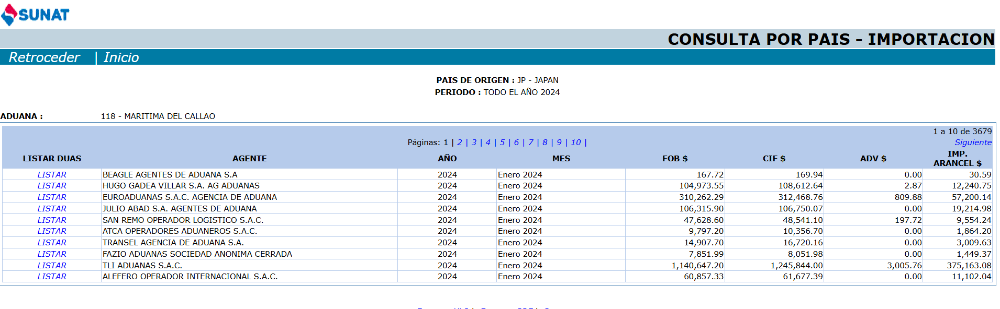 SUNAT
CONSULTA POR PAIS - IMPORTACION
Retroceder | Inicio
PAIS DE ORIGEN : JP - JAPAN
PERIODO : TODO EL AÑO 2024
ADUANA : 118 - MARITIMA DEL CALLAO
1 a 10 de 3679
Páginas: 1 | 2 | 3 | 4 | 5 | 6 | 7 | 8 | 9 | 10 | Siguiente
LISTAR DUAS AGENTE AÑO MES FOB $ CIF $ ADV $ IMP. ARANCEL $
LISTAR BEAGLE AGENTES DE ADUANA S.A 2024 Enero 2024 167.72 169.94 0.00 30.59
LISTAR HUGO GADEA VILLAR S.A. AG ADUANAS 2024 Enero 2024 104,973.55 108,612.64 2.87 12,240.75
LISTAR EUROADUANAS S.A.C. AGENCIA DE ADUANA 2024 Enero 2024 310,262.29 312,468.76 809.88 57,200.14
LISTAR JULIO ABAD S.A. AGENTES DE ADUANA 2024 Enero 2024 106,315.90 106,750.07 0.00 19,214.98
LISTAR SAN REMO OPERADOR LOGISTICO S.A.C. 2024 Enero 2024 47,628.60 48,541.10 197.72 9,554.24
LISTAR ATCA OPERADORES ADUANEROS S.A.C. 2024 Enero 2024 9,797.20 10,356.70 0.00 1,864.20
LISTAR TRANSEL AGENCIA DE ADUANA S.A. 2024 Enero 2024 14,907.70 16,720.16 0.00 3,009.63
LISTAR FAZIO ADUANAS SOCIEDAD ANONIMA CERRADA 2024 Enero 2024 7,851.99 8,051.98 0.00 1,449.37
LISTAR TLI ADUANAS S.A.C. 2024 Enero 2024 1,140,647.20 1,245,844.00 3,005.76 375,163.08
LISTAR ALEFERO OPERADOR INTERNACIONAL S.A.C. 2024 Enero 2024 60,857.33 61,677.39 0.00 11,102.04